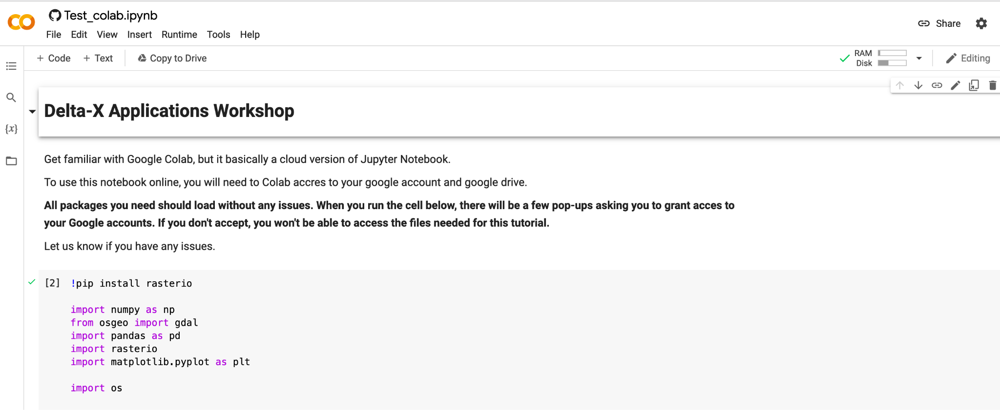 Test_colab.ipynb
File Edit View Insert Runtime Tools Help
Share
+ Code + Text Copy to Drive
RAM
Disk
Editing
Delta-X Applications Workshop
{x}
Get familiar with Google Colab, but it basically a cloud version of Jupyter Notebook.
To use this notebook online, you will need to Colab accres to your google account and google drive.
All packages you need should load without any issues. When you run the cell below, there will be a few pop-ups asking you to grant acces to
your Google accounts. If you don't accept, you won't be able to access the files needed for this tutorial.
Let us know if you have any issues.
[2] !pip install rasterio
import numpy as np
from osgeo import gdal
import pandas as pd
import rasterio
import matplotlib.pyplot as plt
import os